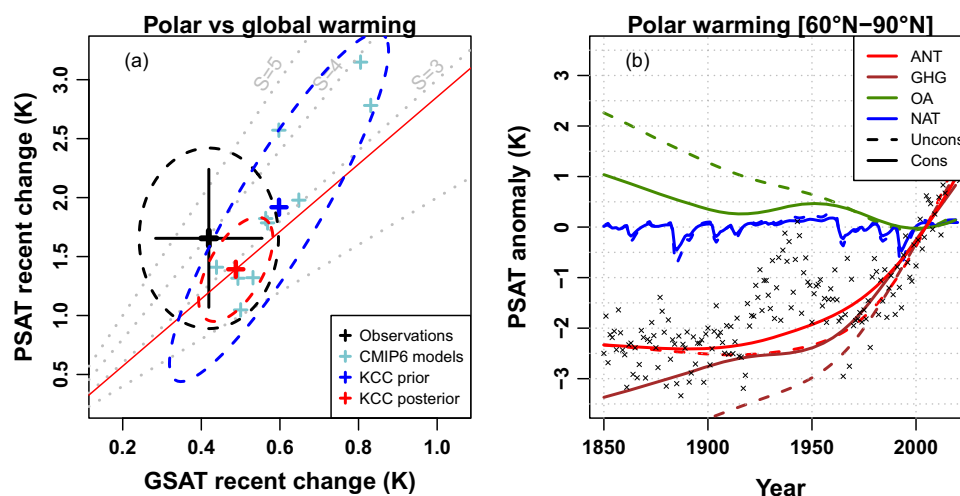 Polar vs global warming
(a)
S=5
S=4
S=3
PSAT recent change (K)
3.0
2.5
2.0
1.5
1.0
0.5
Observations
CMIP6 models
KCC prior
KCC posterior
0.2
0.4
0.6
0.8
1.0
GSAT recent change (K)
Polar warming [60°N−90°N]
(b)
PSAT anomaly (K)
3
2
1
0
−1
−2
−3
ANT
GHG
OA
NAT
Uncons
Cons
1850
1900
1950
2000
Year